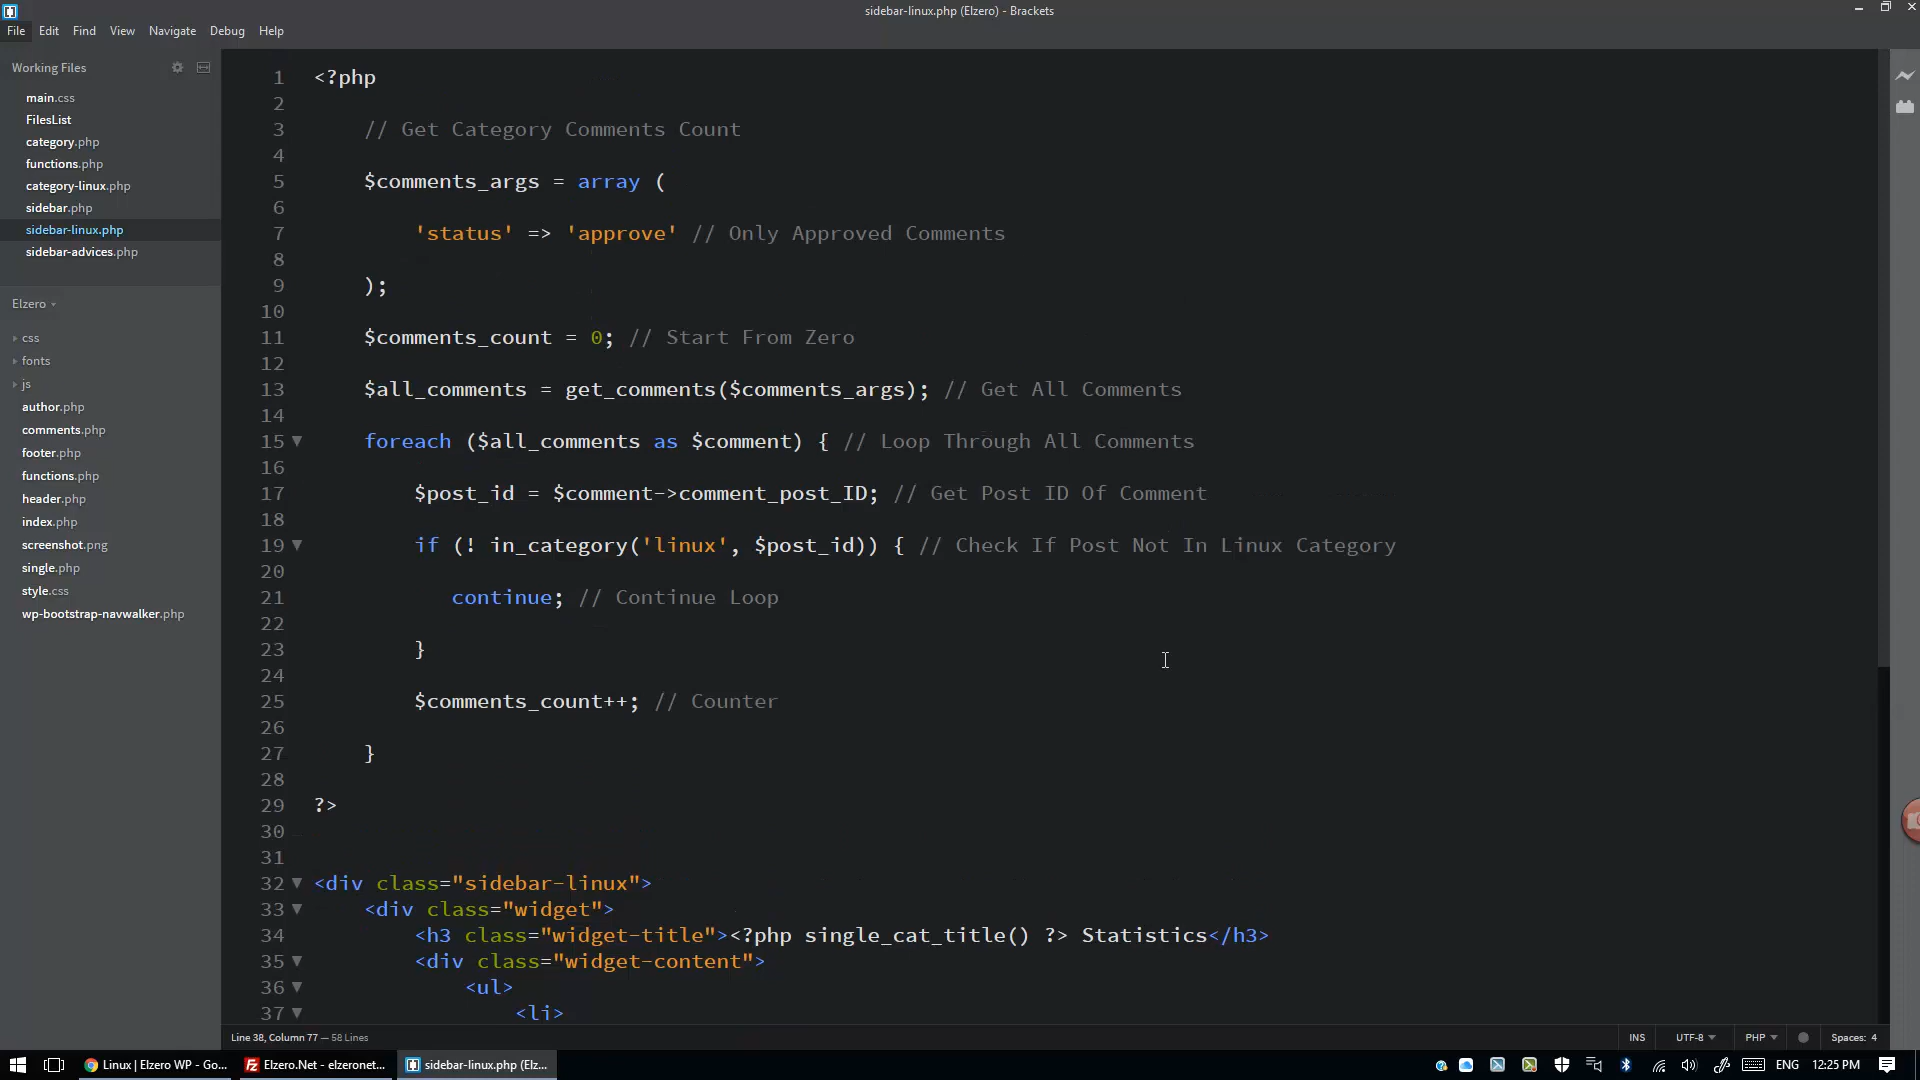 sidebar-linux.php (Elzero) - Brackets
File Edit Find View Navigate Debug Help
Working Files
main.css
FilesList
category.php
functions.php
category-linux.php
sidebar.php
sidebar-linux.php
sidebar-advices.php
Elzero
css
fonts
js
author.php
comments.php
footer.php
functions.php
header.php
index.php
screenshot.png
single.php
style.css
wp-bootstrap-navwalker.php
1 <?php
2
3 // Get Category Comments Count
4
5 $comments_args = array (
6
7 'status' => 'approve' // Only Approved Comments
8
9 );
10
11 $comments_count = 0; // Start From Zero
12
13 $all_comments = get_comments($comments_args); // Get All Comments
14
15 foreach ($all_comments as $comment) { // Loop Through All Comments
16
17 $post_id = $comment->comment_post_ID; // Get Post ID Of Comment
18
19 if (! in_category('linux', $post_id)) { // Check If Post Not In Linux Category
20
21 continue; // Continue Loop
22
23 }
24
25 $comments_count++; // Counter
26
27 }
28
29 ?>
30
31
32 <div class="sidebar-linux">
33 <div class="widget">
34 <h3 class="widget-title"><?php single_cat_title() ?> Statistics</h3>
35 <div class="widget-content">
36 <ul>
37 <li>
Line 38, Column 77 — 58 Lines
INS UTF-8 PHP Spaces: 4
Linux | Elzero WP - Go...
Elzero.Net - elzeronet...
sidebar-linux.php (Elz...
ENG 12:25 PM